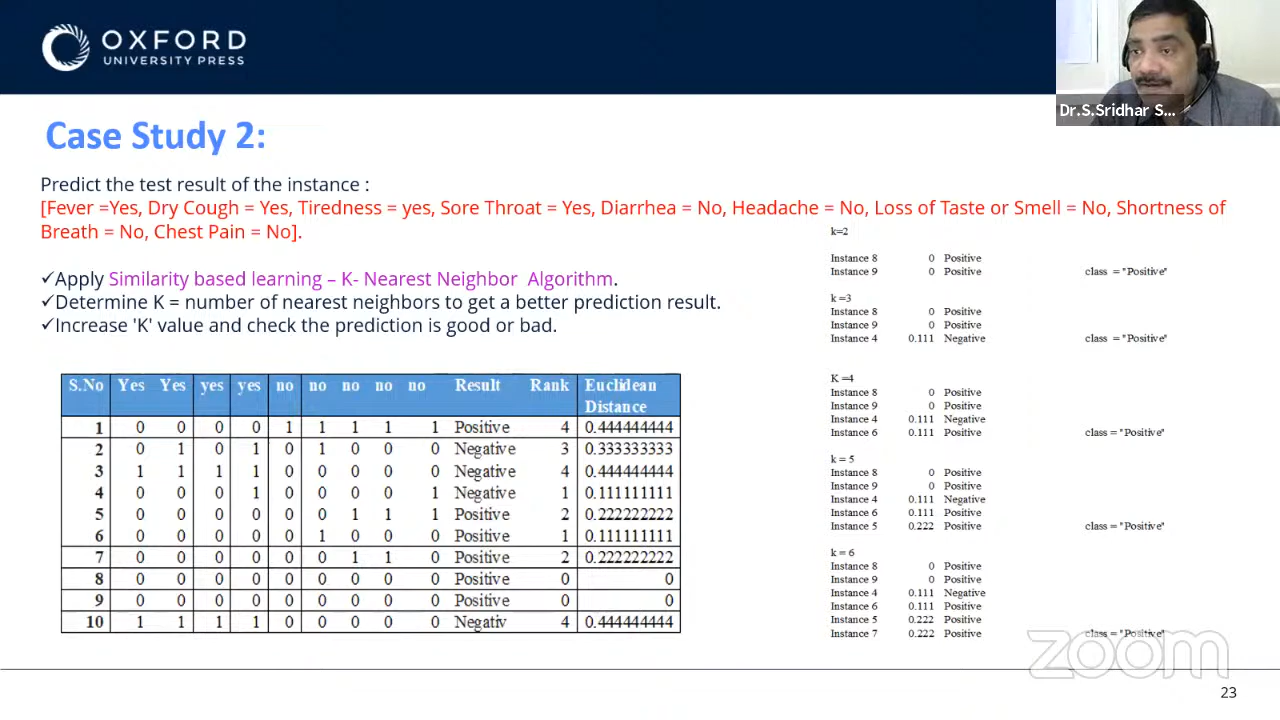 OXFORD
UNIVERSITY PRESS
Dr.S.Sridhar S...
Case Study 2:
Predict the test result of the instance :
[Fever =Yes, Dry Cough = Yes, Tiredness = yes, Sore Throat = Yes, Diarrhea = No, Headache = No, Loss of Taste or Smell = No, Shortness of
Breath = No, Chest Pain = No].
✓Apply Similarity based learning – K- Nearest Neighbor Algorithm.
✓Determine K = number of nearest neighbors to get a better prediction result.
✓Increase 'K' value and check the prediction is good or bad.
S.No Yes Yes yes yes no no no no no Result Rank Euclidean
Distance
1 0 0 0 0 1 1 1 1 1 Positive 4 0.444444444
2 0 1 0 1 0 1 0 0 0 Negative 3 0.333333333
3 1 1 1 1 0 0 0 0 0 Negative 4 0.444444444
4 0 0 0 1 0 0 0 0 1 Negative 1 0.111111111
5 0 0 0 0 0 0 1 1 1 Positive 2 0.222222222
6 0 0 0 0 0 1 0 0 0 Positive 1 0.111111111
7 0 0 0 0 0 0 1 1 0 Positive 2 0.222222222
8 0 0 0 0 0 0 0 0 0 Positive 0 0
9 0 0 0 0 0 0 0 0 0 Positive 0 0
10 1 1 1 1 0 0 0 0 0 Negativ 4 0.444444444
k=2
Instance 8 0 Positive
Instance 9 0 Positive class = "Positive"
k =3
Instance 8 0 Positive
Instance 9 0 Positive
Instance 4 0.111 Negative class = "Positive"
K =4
Instance 8 0 Positive
Instance 9 0 Positive
Instance 4 0.111 Negative
Instance 6 0.111 Positive class = "Positive"
k = 5
Instance 8 0 Positive
Instance 9 0 Positive
Instance 4 0.111 Negative
Instance 6 0.111 Positive
Instance 5 0.222 Positive class = "Positive"
k = 6
Instance 8 0 Positive
Instance 9 0 Positive
Instance 4 0.111 Negative
Instance 6 0.111 Positive
Instance 5 0.222 Positive
Instance 7 0.222 Positive class = "Positive"
zoom
23